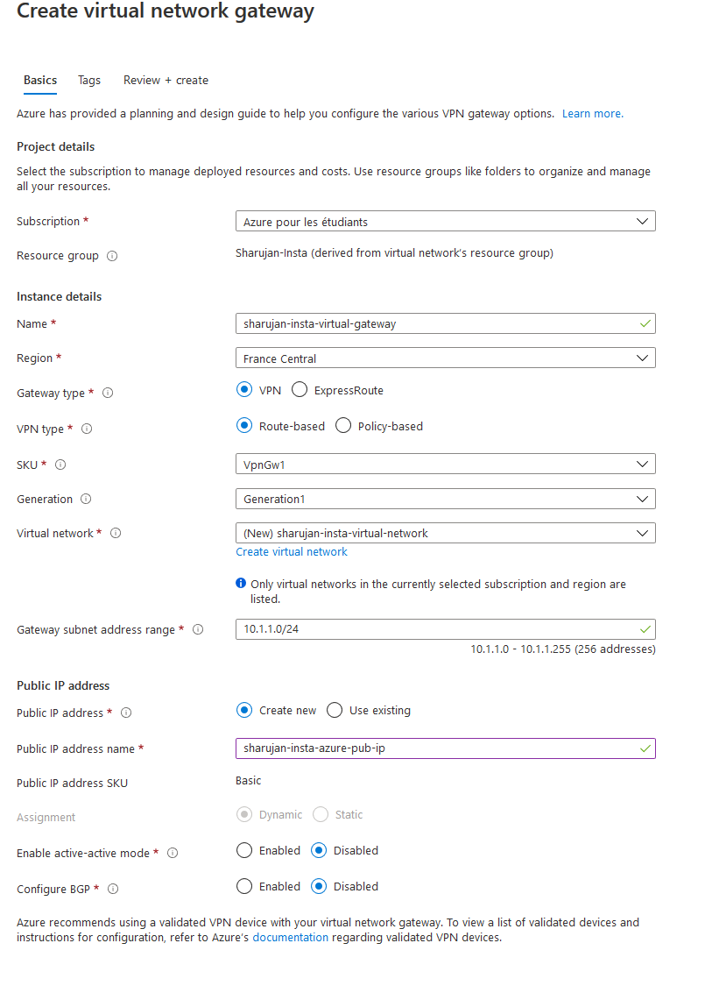 Create virtual network gateway
Basics Tags Review + create
Azure has provided a planning and design guide to help you configure the various VPN gateway options. Learn more.
Project details
Select the subscription to manage deployed resources and costs. Use resource groups like folders to organize and manage
all your resources.
Subscription * Azure pour les étudiants
Resource group Sharujan-Insta (derived from virtual network's resource group)
Instance details
Name * sharujan-insta-virtual-gateway
Region * France Central
Gateway type * VPN ExpressRoute
VPN type * Route-based Policy-based
SKU * VpnGw1
Generation Generation1
Virtual network * (New) sharujan-insta-virtual-network
Create virtual network
Only virtual networks in the currently selected subscription and region are
listed.
Gateway subnet address range * 10.1.1.0/24
10.1.1.0 - 10.1.1.255 (256 addresses)
Public IP address
Public IP address * Create new Use existing
Public IP address name * sharujan-insta-azure-pub-ip
Public IP address SKU Basic
Assignment Dynamic Static
Enable active-active mode * Enabled Disabled
Configure BGP * Enabled Disabled
Azure recommends using a validated VPN device with your virtual network gateway. To view a list of validated devices and
instructions for configuration, refer to Azure's documentation regarding validated VPN devices.